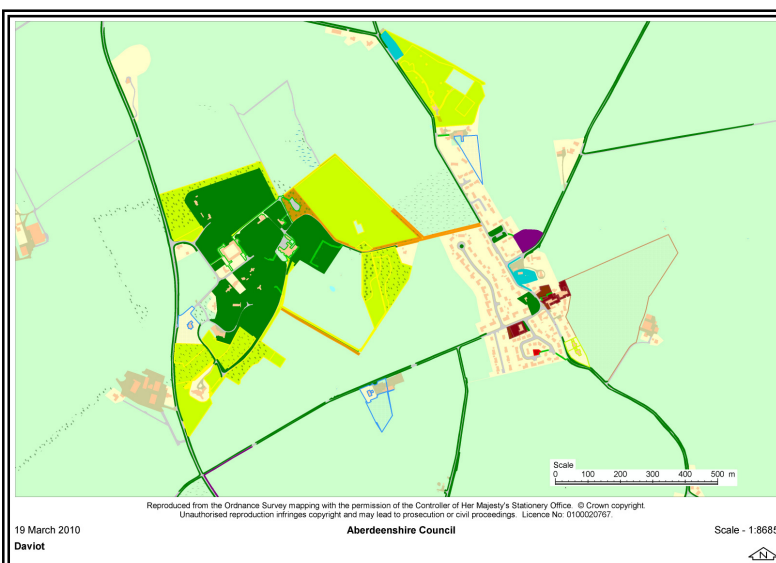 Scale
0 100 200 300 400 500 m
Reproduced from the Ordnance Survey mapping with the permission of the Controller of Her Majesty's Stationery Office. © Crown copyright.
Unauthorised reproduction infringes copyright and may lead to prosecution or civil proceedings. Licence No: 0100020767.
19 March 2010 Aberdeenshire Council Scale - 1:8685
Daviot
N